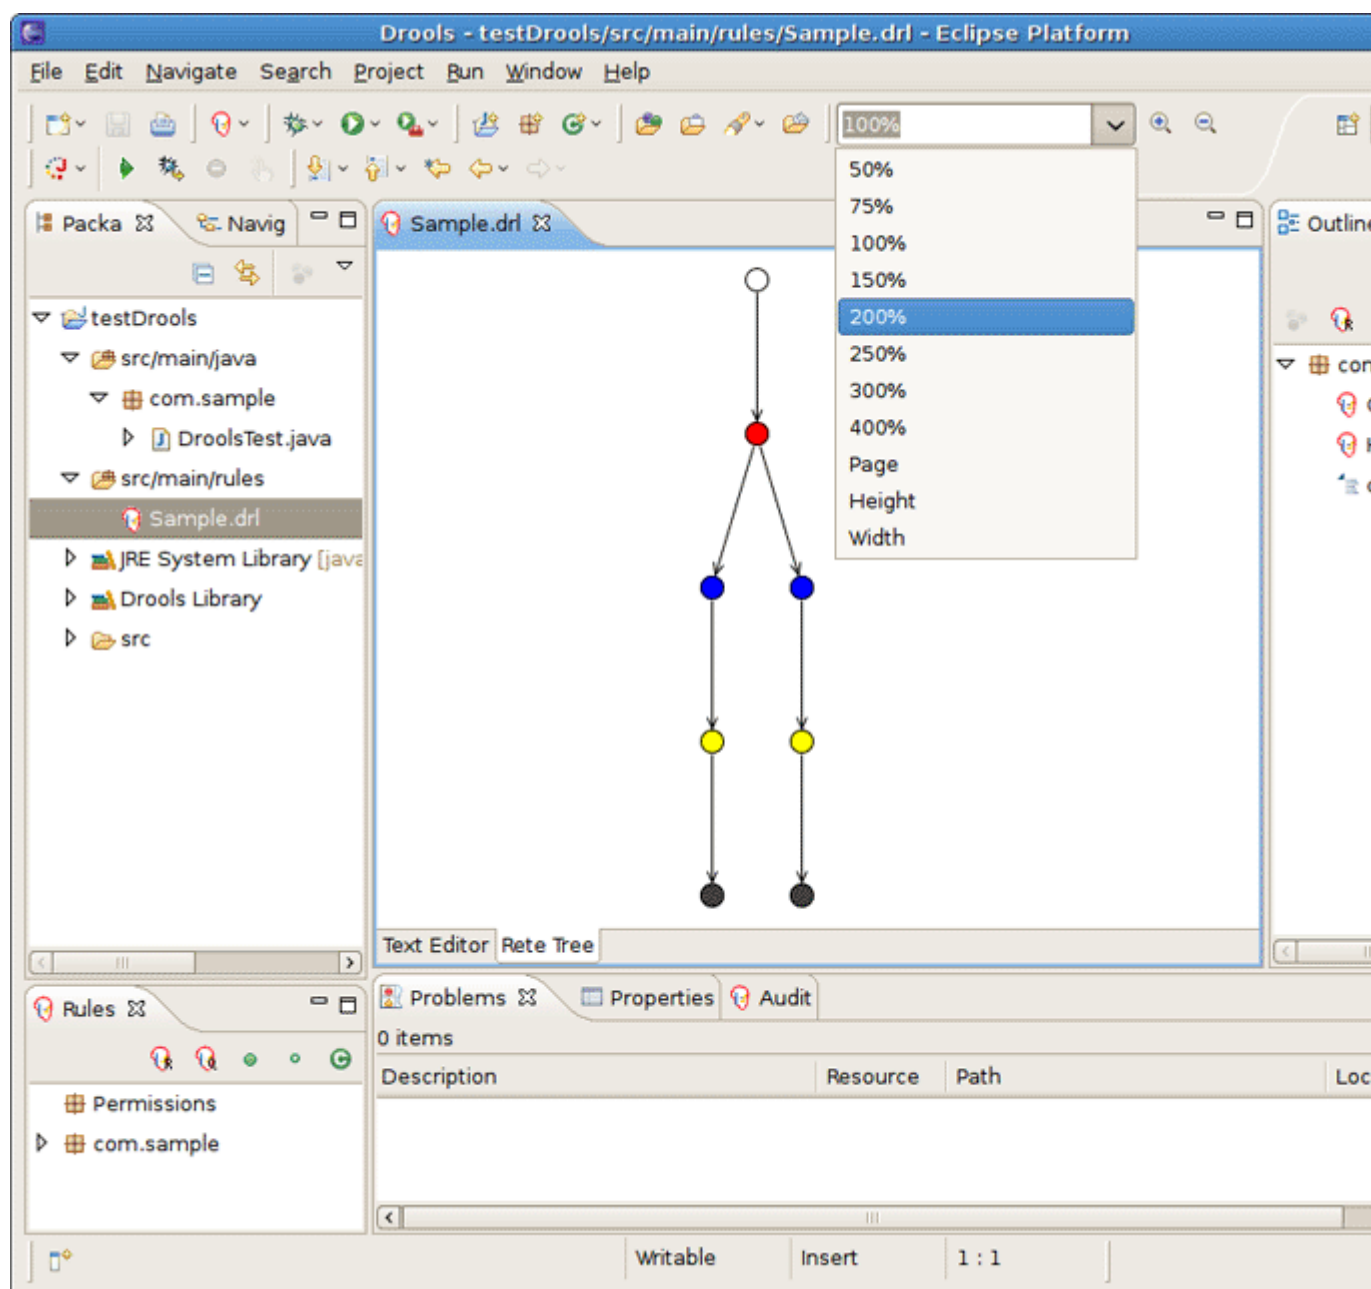 Drools - testDrools/src/main/rules/Sample.drl - Eclipse Platform
File Edit Navigate Search Project Run Window Help
100%
50%
75%
100%
150%
200%
250%
300%
400%
Page
Height
Width
Packa Navig
testDrools
src/main/java
com.sample
DroolsTest.java
src/main/rules
Sample.drl
JRE System Library [java
Drools Library
src
Sample.drl
Text Editor Rete Tree
Outline
con
Rules
Permissions
com.sample
Problems Properties Audit
0 items
Description Resource Path Loc
Writable Insert 1 : 1